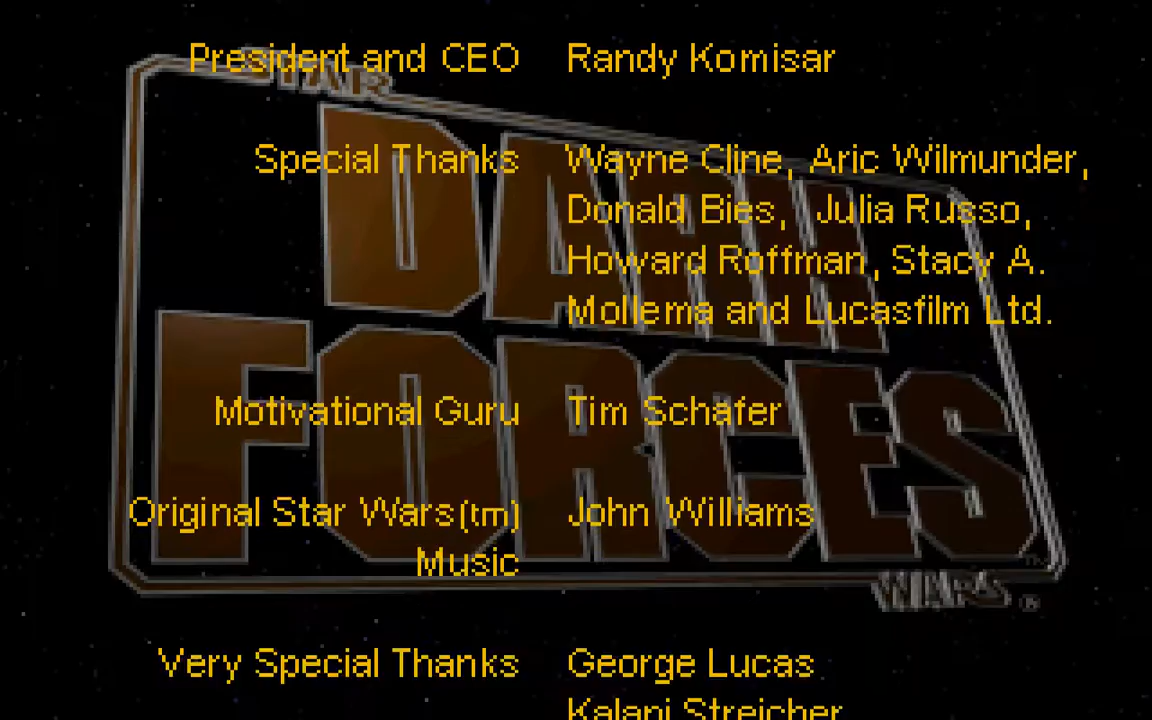 President and CEO Randy Komisar
STAR
DARK
Special Thanks Wayne Cline, Aric Wilmunder,
Donald Bies, Julia Russo,
Howard Roffman, Stacy A.
Mollema and Lucasfilm Ltd.
FORCES
Motivational Guru Tim Schafer
Original Star Wars(tm) John Williams
Music
WARS®
Very Special Thanks George Lucas
Kalani Streicher